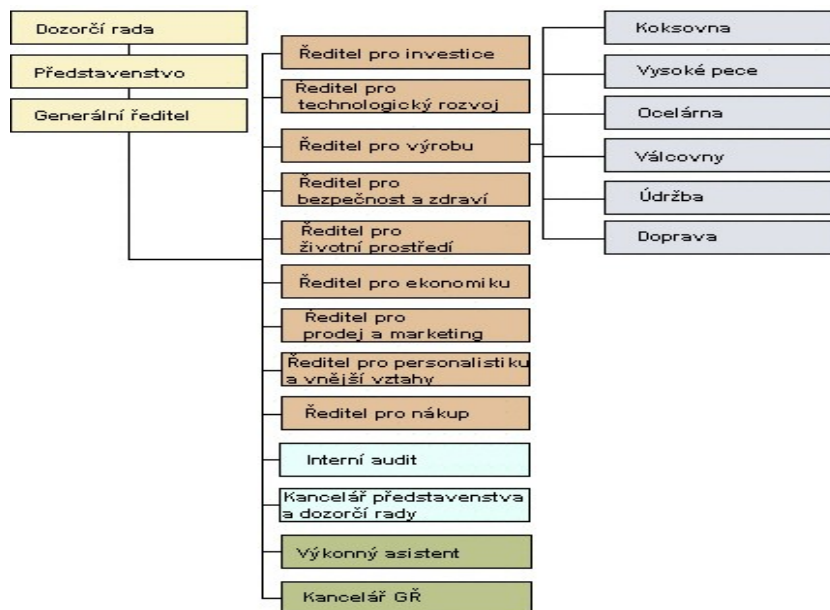 Dozorčí rada
Představenstvo
Generální ředitel
Ředitel pro investice
Ředitel pro
technologický rozvoj
Ředitel pro výrobu
Ředitel pro
bezpečnost a zdraví
Ředitel pro
životní prostředí
Ředitel pro ekonomiku
Ředitel pro
prodej a marketing
Ředitel pro personalistiku
a vnější vztahy
Ředitel pro nákup
Interní audit
Kancelář představenstva
a dozorčí rady
Výkonný asistent
Kancelář GŘ
Koksovna
Vysoké pece
Ocelárna
Válcovny
Údržba
Doprava